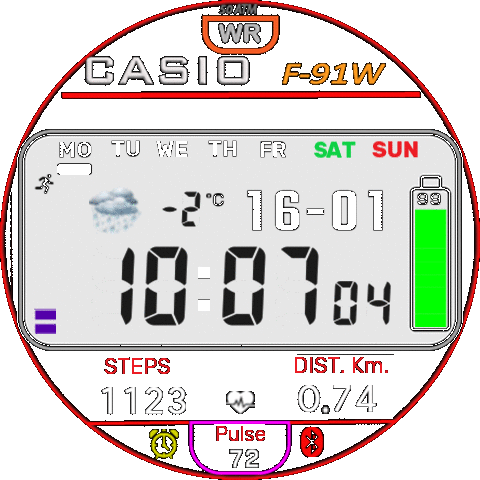 WR
CASIO F-91W
MO TU WE TH FR SAT SUN
-2°C 16-01 99
10:07 04
STEPS DIST. Km.
1123 0.74
Pulse
72